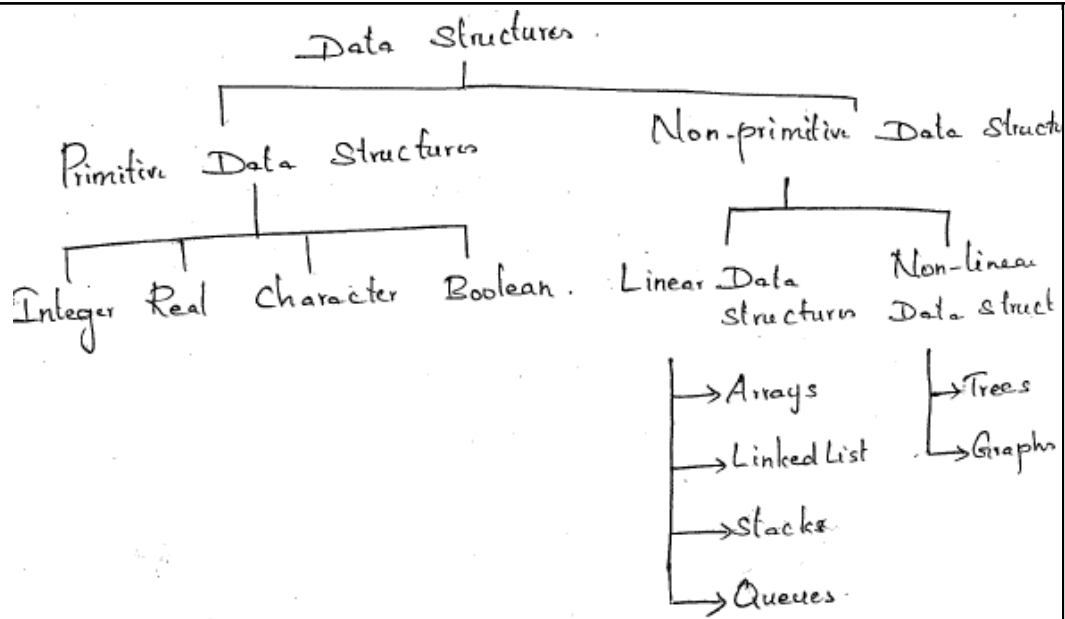 Data Structures.
Primitive Data Structures
Non-primitive Data Struct
Integer Real Character Boolean.
Linear Data
structures
Non-linear
Data struct
Arrays
Linked List
Stacks
Queues.
Trees
Graphs